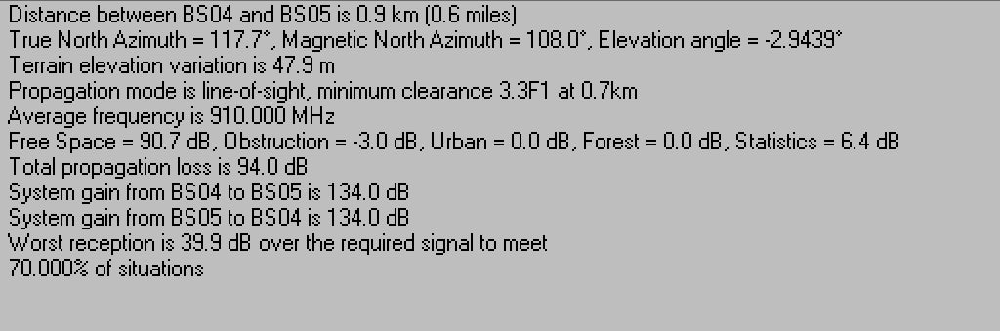 Distance between BS04 and BS05 is 0.9 km (0.6 miles)
True North Azimuth = 117.7°, Magnetic North Azimuth = 108.0°, Elevation angle = -2.9439°
Terrain elevation variation is 47.9 m
Propagation mode is line-of-sight, minimum clearance 3.3F1 at 0.7km
Average frequency is 910.000 MHz
Free Space = 90.7 dB, Obstruction = -3.0 dB, Urban = 0.0 dB, Forest = 0.0 dB, Statistics = 6.4 dB
Total propagation loss is 94.0 dB
System gain from BS04 to BS05 is 134.0 dB
System gain from BS05 to BS04 is 134.0 dB
Worst reception is 39.9 dB over the required signal to meet
70.000% of situations